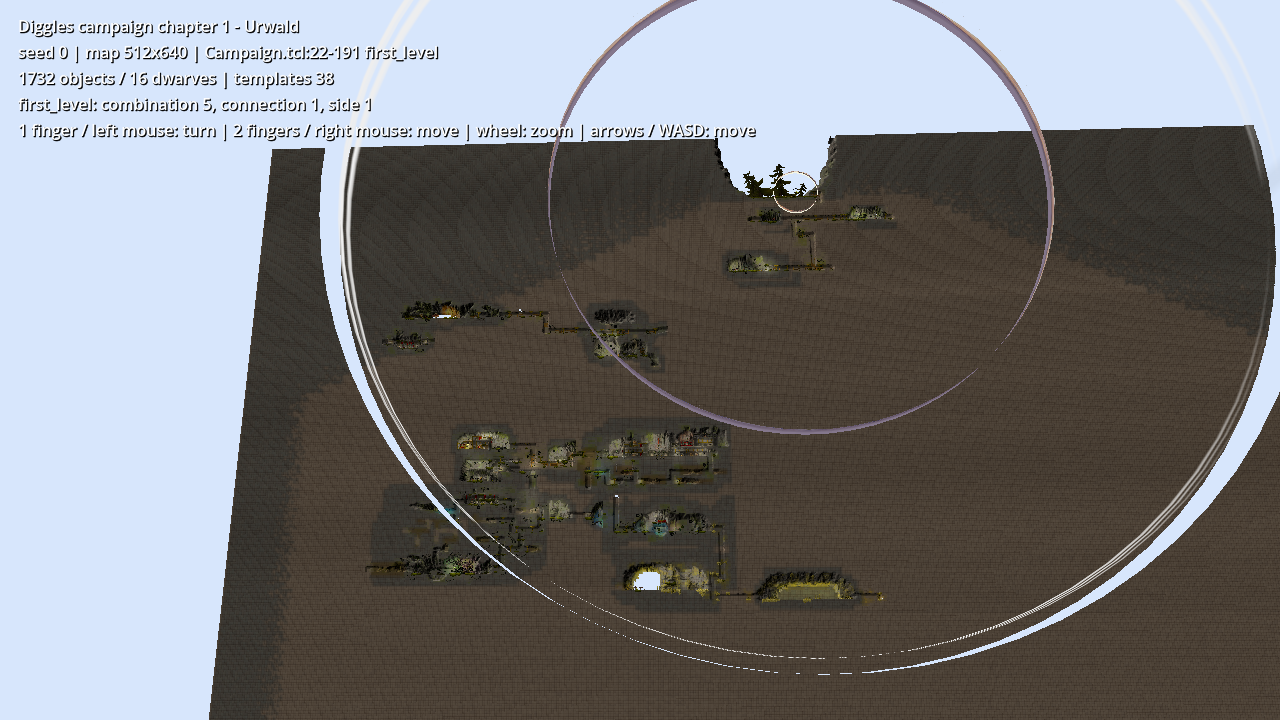 Diggles campaign chapter 1 - Urwald
seed 0 | map 512x640 | Campaign.tcl:22-191 first_level
1732 objects / 16 dwarves | templates 38
first_level: combination 5, connection 1, side 1
1 finger / left mouse: turn | 2 fingers / right mouse: move | wheel: zoom | arrows / WASD: move